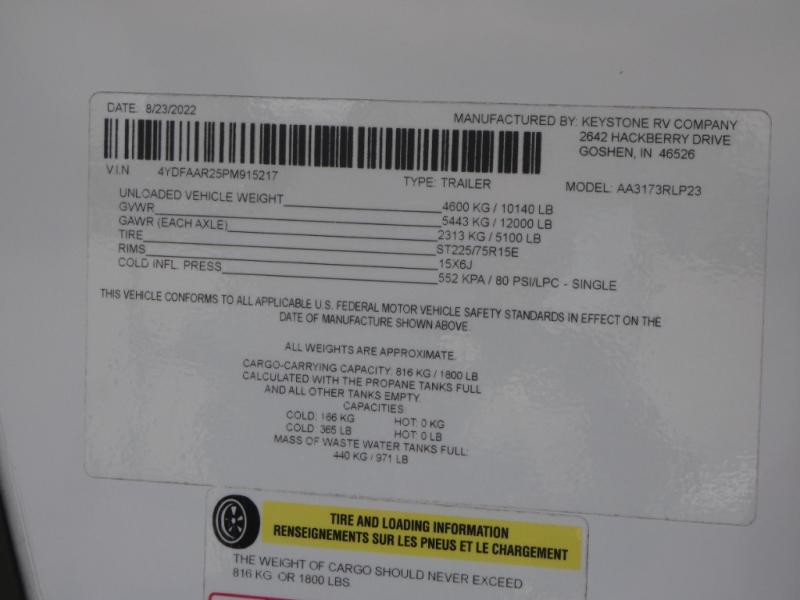 DATE: 8/23/2022
MANUFACTURED BY: KEYSTONE RV COMPANY
2642 HACKBERRY DRIVE
GOSHEN, IN 46526
V.I.N 4YDFAAR25PM915217 TYPE: TRAILER MODEL: AA3173RLP23
UNLOADED VEHICLE WEIGHT 4600 KG / 10140 LB
GVWR 5443 KG / 12000 LB
GAWR (EACH AXLE) 2313 KG / 5100 LB
TIRE ST225/75R15E
RIMS 15X6J
COLD INFL. PRESS 552 KPA / 80 PSI/LPC - SINGLE
THIS VEHICLE CONFORMS TO ALL APPLICABLE U.S. FEDERAL MOTOR VEHICLE SAFETY STANDARDS IN EFFECT ON THE
DATE OF MANUFACTURE SHOWN ABOVE.
ALL WEIGHTS ARE APPROXIMATE.
CARGO-CARRYING CAPACITY: 816 KG / 1800 LB
CALCULATED WITH THE PROPANE TANKS FULL
AND ALL OTHER TANKS EMPTY.
CAPACITIES
COLD: 166 KG HOT: 0 KG
COLD: 365 LB HOT: 0 LB
MASS OF WASTE WATER TANKS FULL:
440 KG / 971 LB
TIRE AND LOADING INFORMATION
RENSEIGNEMENTS SUR LES PNEUS ET LE CHARGEMENT
THE WEIGHT OF CARGO SHOULD NEVER EXCEED
816 KG OR 1800 LBS.